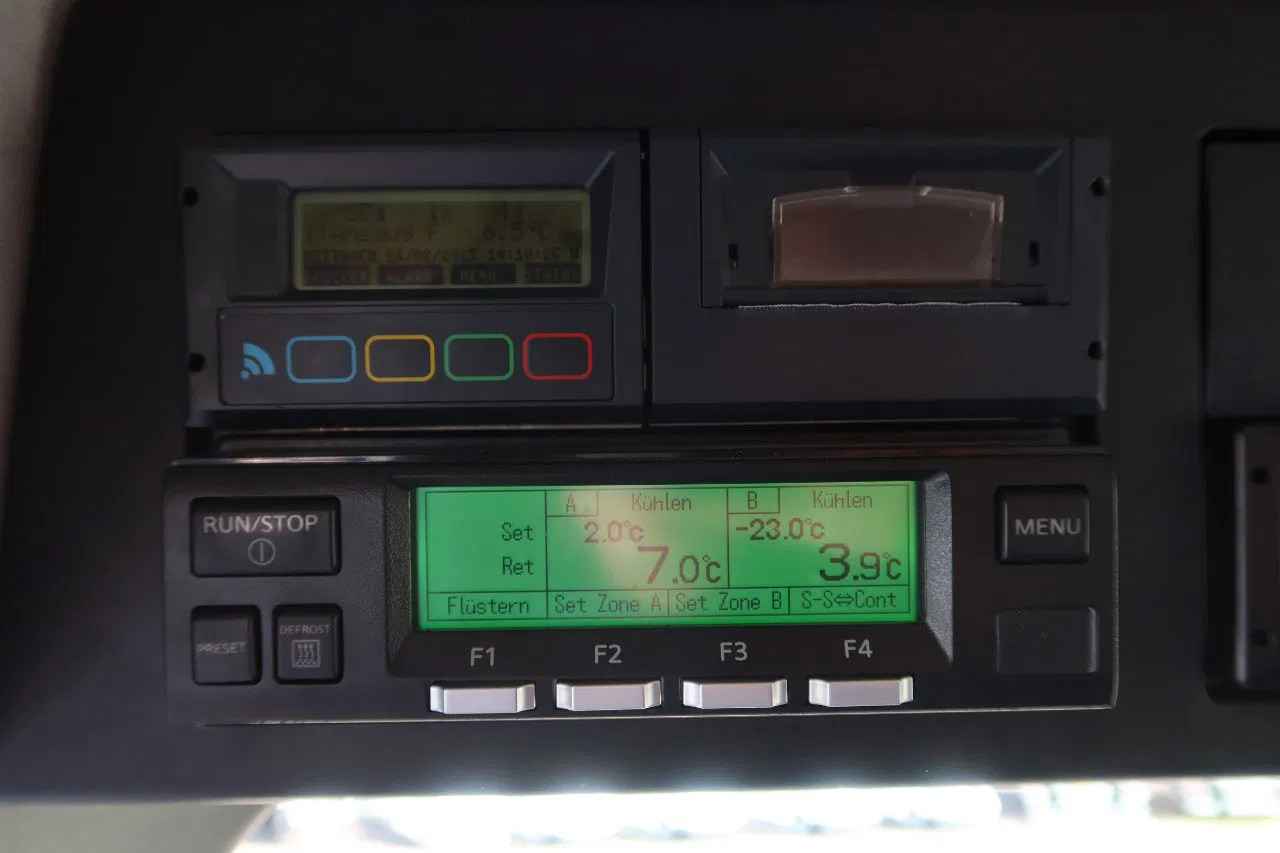 MENU
RUN/STOP
A Kühlen B Kühlen
Set 2.0°C -23.0°C
Ret 7.0°C 3.9°C
Flüstern Set Zone A Set Zone B S-S⇔Cont
MENU
PRESET
DEFROST
F1 F2 F3 F4